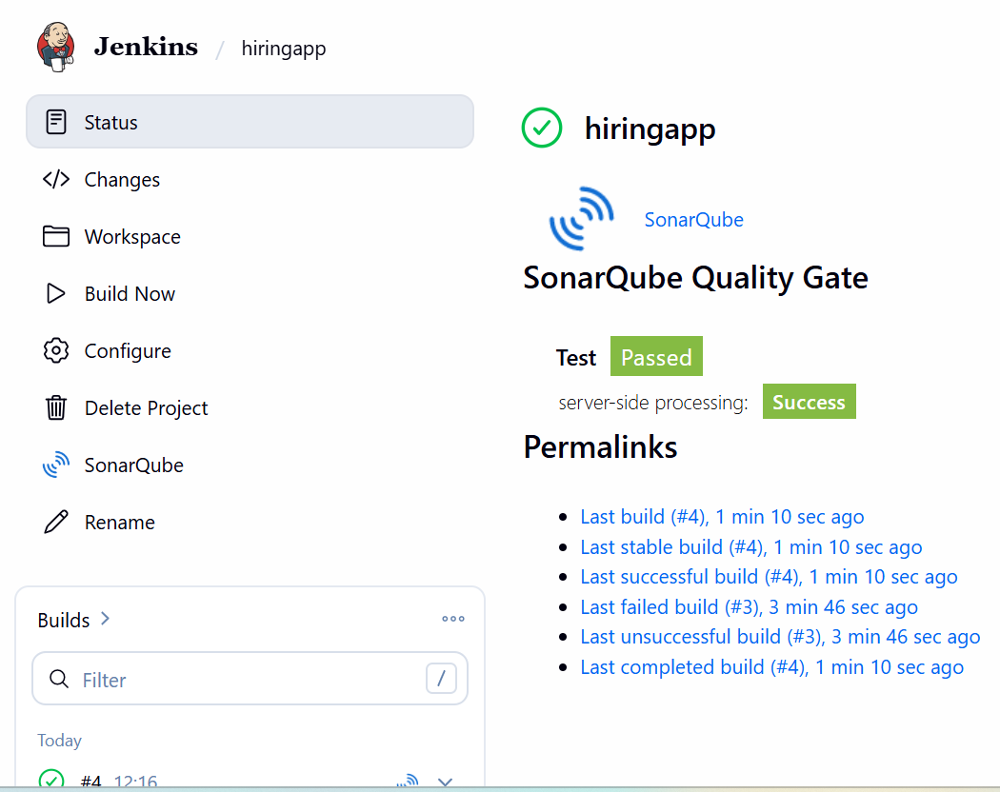 Jenkins / hiringapp
Status
Changes
Workspace
Build Now
Configure
Delete Project
SonarQube
Rename
Builds
Filter /
Today
#4 12:16
hiringapp
SonarQube
SonarQube Quality Gate
Test Passed
server-side processing: Success
Permalinks
Last build (#4), 1 min 10 sec ago
Last stable build (#4), 1 min 10 sec ago
Last successful build (#4), 1 min 10 sec ago
Last failed build (#3), 3 min 46 sec ago
Last unsuccessful build (#3), 3 min 46 sec ago
Last completed build (#4), 1 min 10 sec ago